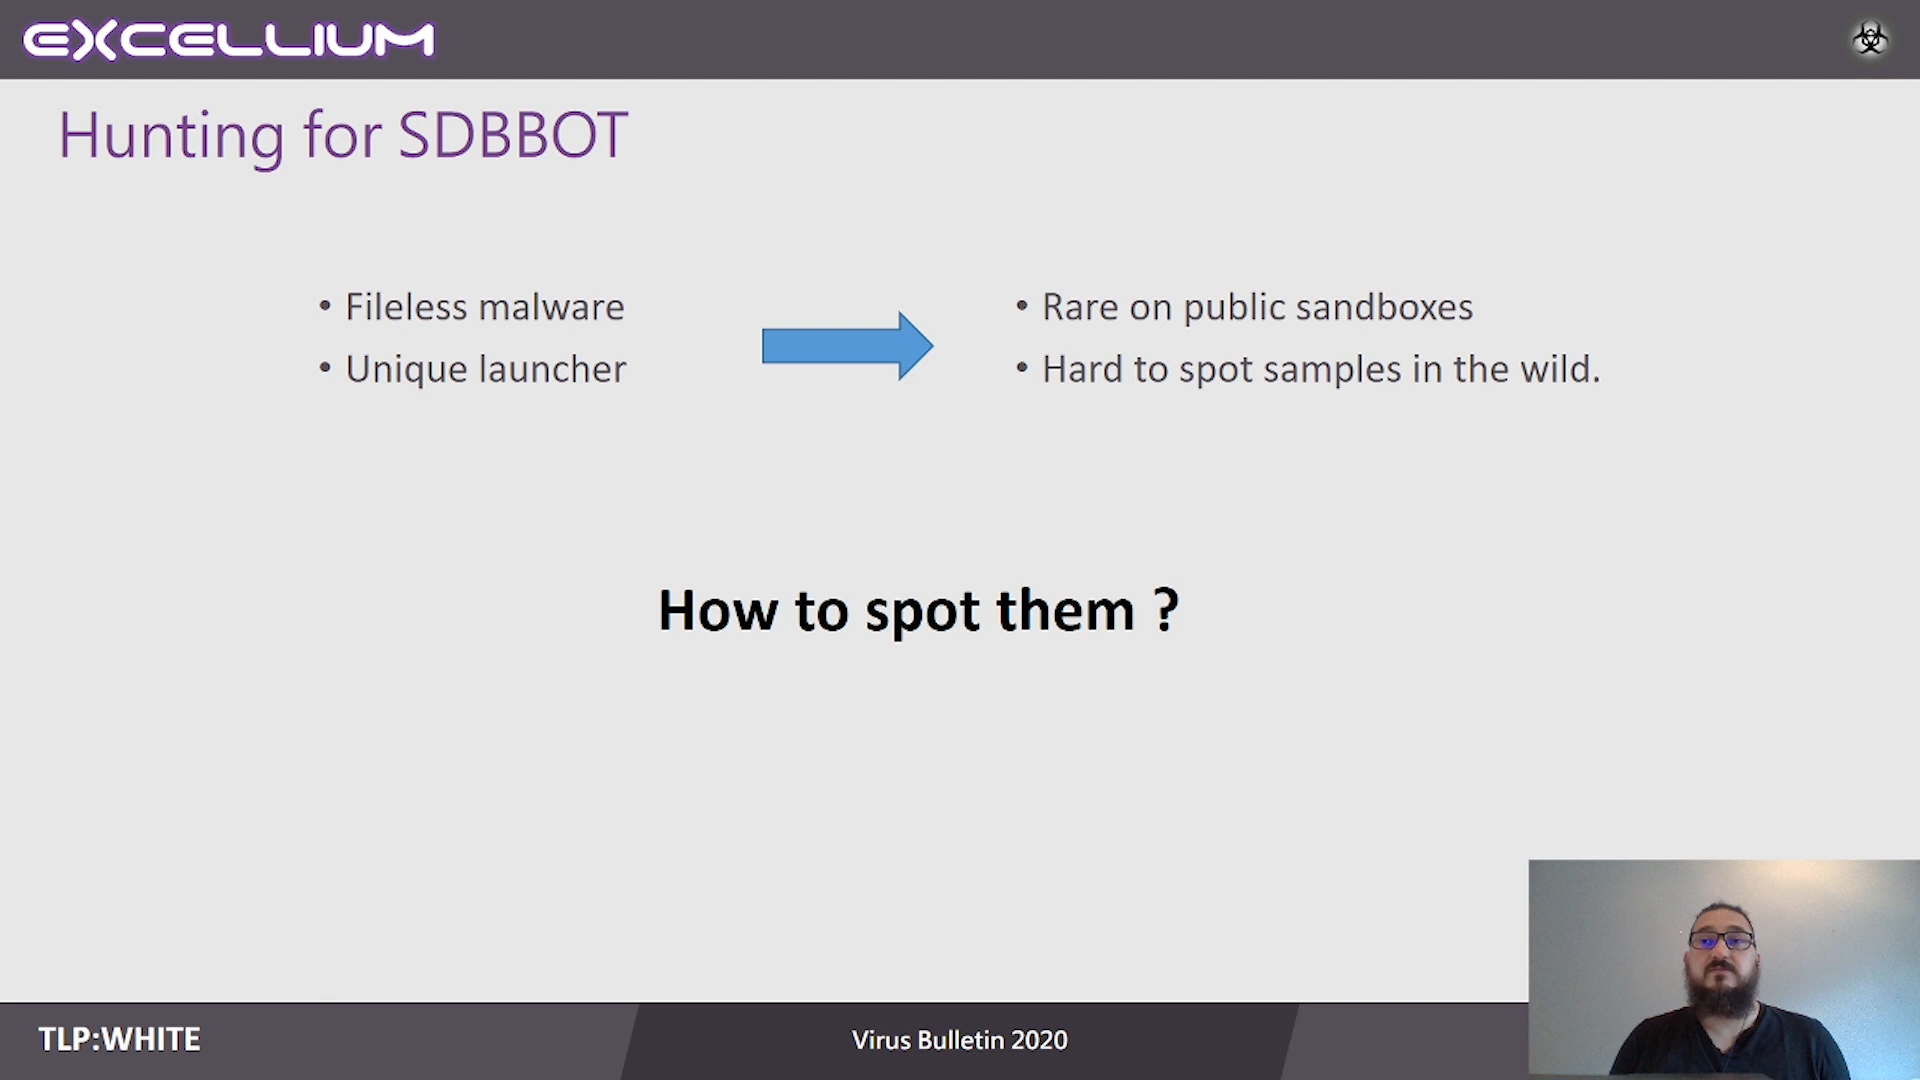 EXCELLIUM
Hunting for SDBBOT
• Fileless malware
• Unique launcher
• Rare on public sandboxes
• Hard to spot samples in the wild.
How to spot them ?
TLP:WHITE
Virus Bulletin 2020